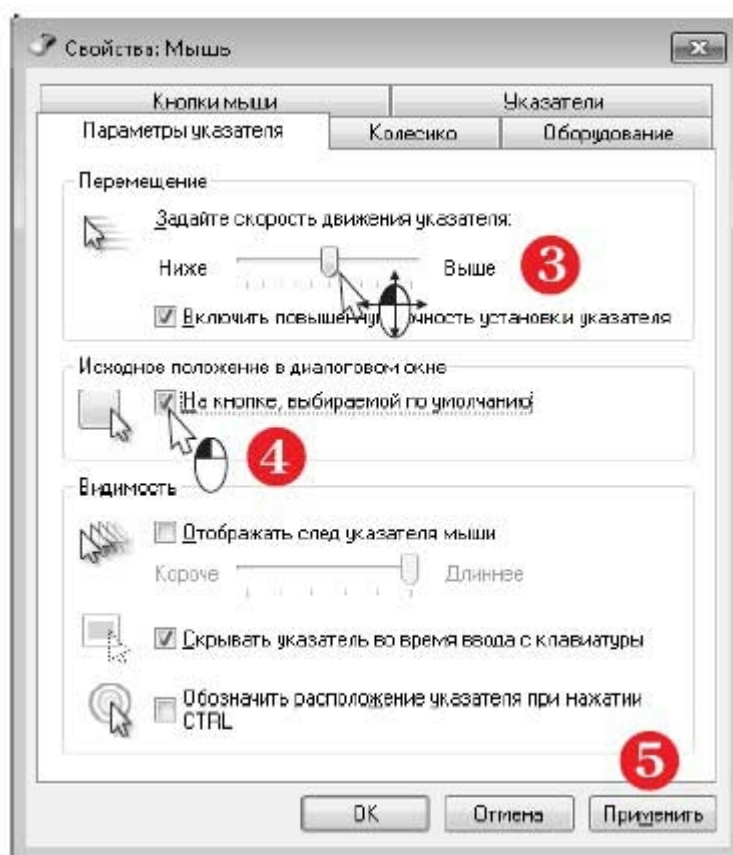 Свойства: Мышь
Кнопки мыши Указатели
Параметры указателя Колесико Оборудование
Перемещение
Задайте скорость движения указателя:
Ниже Выше 3
Включить повышенную точность установки указателя
Исходное положение в диалоговом окне
На кнопке, выбираемой по умолчанию
4
Видимость
Отображать след указателя мыши
Короче Длиннее
Скрывать указатель во время ввода с клавиатуры
Обозначить расположение указателя при нажатии
CTRL
5
OK Отмена Применить